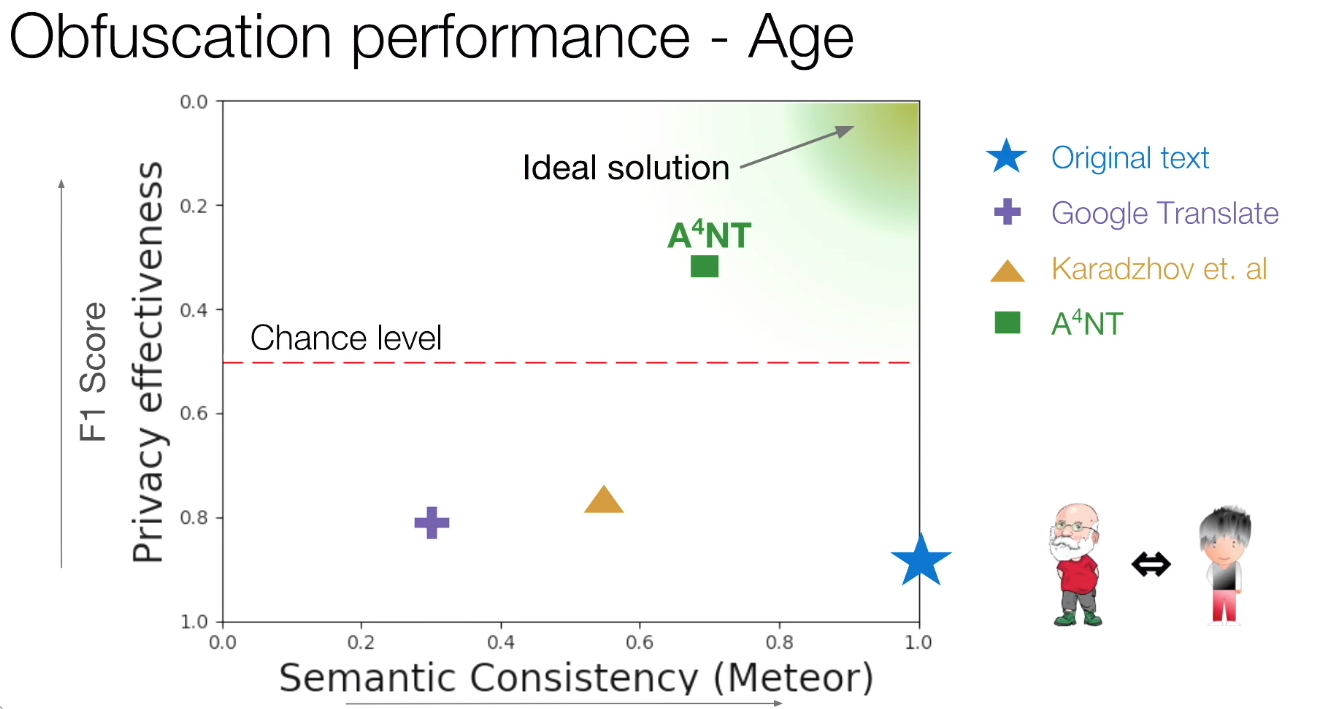 Obfuscation performance - Age
F1 Score
Privacy effectiveness
0.0
0.2
0.4
0.6
0.8
1.0
Ideal solution
A⁴NT
Chance level
0.0 0.2 0.4 0.6 0.8 1.0
Semantic Consistency (Meteor)
Original text
Google Translate
Karadzhov et. al
A⁴NT